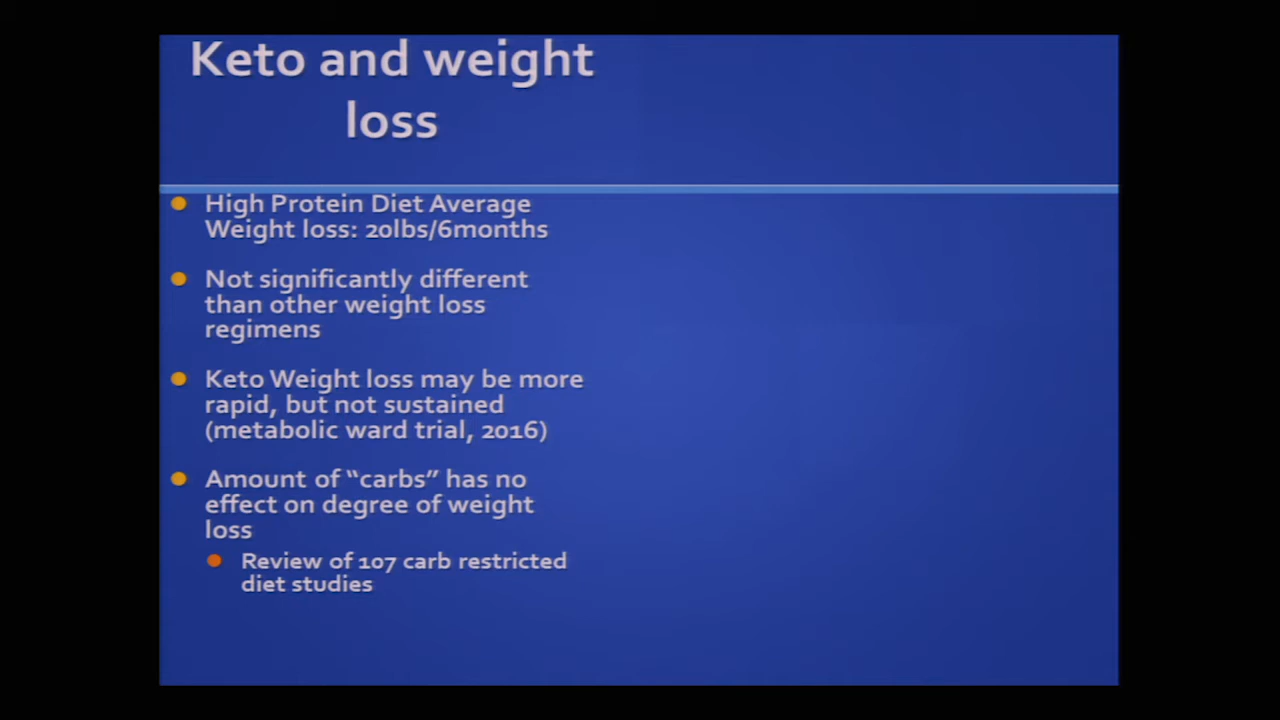 Keto and weight
loss
High Protein Diet Average
Weight loss: 20lbs/6months
Not significantly different
than other weight loss
regimens
Keto Weight loss may be more
rapid, but not sustained
(metabolic ward trial, 2016)
Amount of “carbs” has no
effect on degree of weight
loss
Review of 107 carb restricted
diet studies